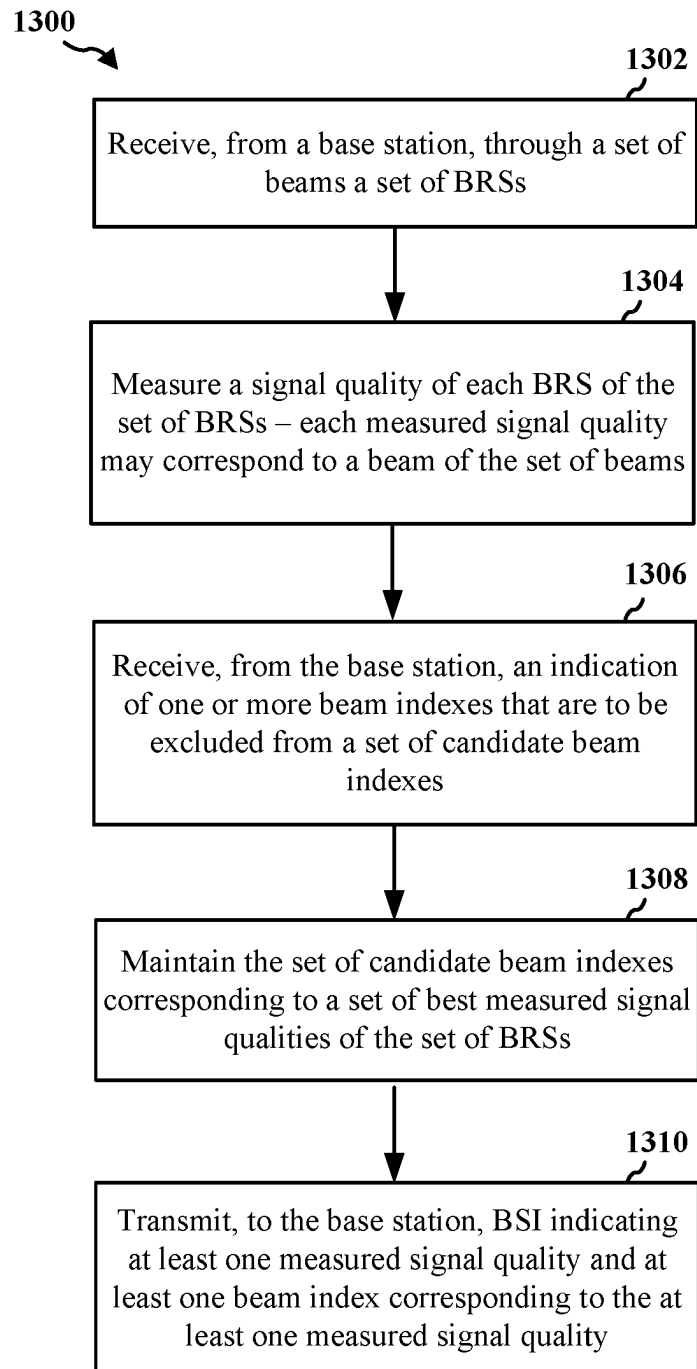 1300
1302
Receive, from a base station, through a set of
beams a set of BRSs
1304
Measure a signal quality of each BRS of the
set of BRSs – each measured signal quality
may correspond to a beam of the set of beams
1306
Receive, from the base station, an indication
of one or more beam indexes that are to be
excluded from a set of candidate beam
indexes
1308
Maintain the set of candidate beam indexes
corresponding to a set of best measured signal
qualities of the set of BRSs
1310
Transmit, to the base station, BSI indicating
at least one measured signal quality and at
least one beam index corresponding to the at
least one measured signal quality